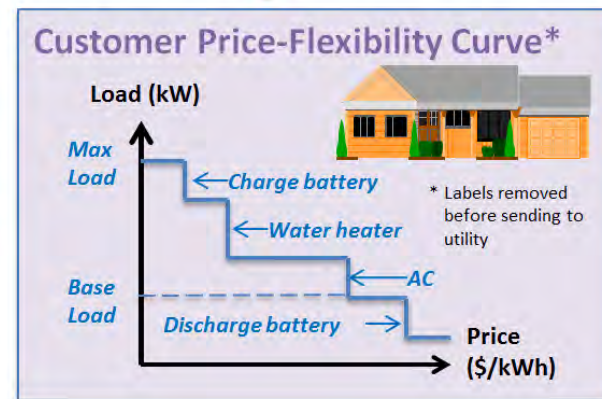 Customer Price-Flexibility Curve*
Load (kW)
Max
Load
Charge battery
* Labels removed
before sending to
utility
Water heater
AC
Base
Load
Discharge battery
Price
($/kWh)